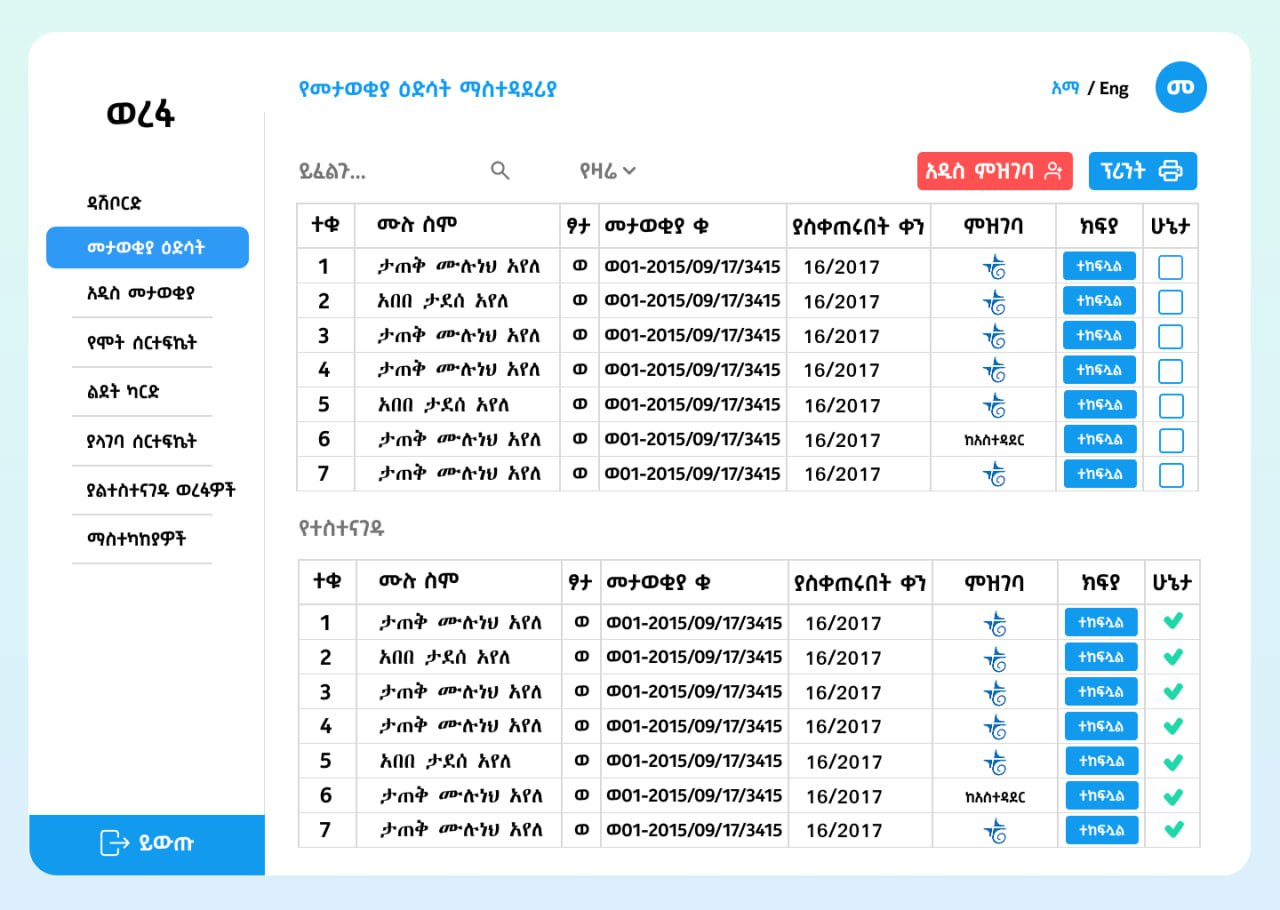 ወረፋ
ዳሽቦርድ
መታወቂያ ዕድሳት
አዲስ መታወቂያ
የሞት ሰርተፍኬት
ልደት ካርድ
ያላገባ ሰርተፍኬት
ያልተስተናገዱ ወረፋዎች
ማስተካከያዎች
ይውጡ
የመታወቂያ ዕድሳት ማስተዳደሪያ
አማ / Eng
መ
ይፈልጉ...
የዛሬ
አዲስ ምዝገባ
ፕሪንት
ተቁ ሙሉ ስም ፆታ መታወቂያ ቁ ያስቀጠሩበት ቀን ምዝገባ ክፍያ ሁኔታ
1 ታጠቅ ሙሉነህ አየለ ወ ወ01-2015/09/17/3415 16/2017 ተከፍሏል
2 አበበ ታደሰ አየለ ወ ወ01-2015/09/17/3415 16/2017 ተከፍሏል
3 ታጠቅ ሙሉነህ አየለ ወ ወ01-2015/09/17/3415 16/2017 ተከፍሏል
4 ታጠቅ ሙሉነህ አየለ ወ ወ01-2015/09/17/3415 16/2017 ተከፍሏል
5 አበበ ታደሰ አየለ ወ ወ01-2015/09/17/3415 16/2017 ተከፍሏል
6 ታጠቅ ሙሉነህ አየለ ወ ወ01-2015/09/17/3415 16/2017 ከአስተዳደር ተከፍሏል
7 ታጠቅ ሙሉነህ አየለ ወ ወ01-2015/09/17/3415 16/2017 ተከፍሏል
የተስተናገዱ
ተቁ ሙሉ ስም ፆታ መታወቂያ ቁ ያስቀጠሩበት ቀን ምዝገባ ክፍያ ሁኔታ
1 ታጠቅ ሙሉነህ አየለ ወ ወ01-2015/09/17/3415 16/2017 ተከፍሏል
2 አበበ ታደሰ አየለ ወ ወ01-2015/09/17/3415 16/2017 ተከፍሏል
3 ታጠቅ ሙሉነህ አየለ ወ ወ01-2015/09/17/3415 16/2017 ተከፍሏል
4 ታጠቅ ሙሉነህ አየለ ወ ወ01-2015/09/17/3415 16/2017 ተከፍሏል
5 አበበ ታደሰ አየለ ወ ወ01-2015/09/17/3415 16/2017 ተከፍሏል
6 ታጠቅ ሙሉነህ አየለ ወ ወ01-2015/09/17/3415 16/2017 ከአስተዳደር ተከፍሏል
7 ታጠቅ ሙሉነህ አየለ ወ ወ01-2015/09/17/3415 16/2017 ተከፍሏል